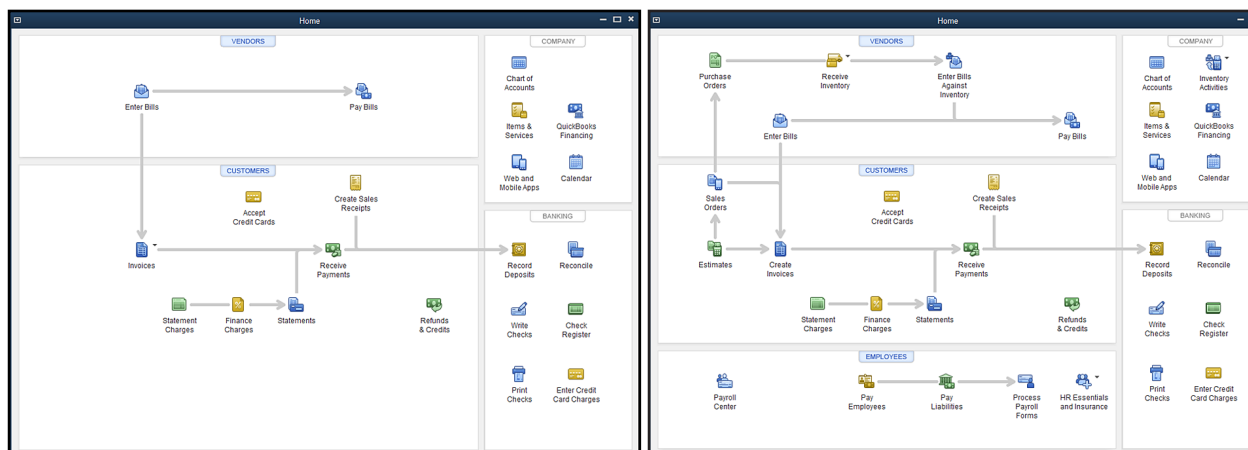 Home
VENDORS
Enter Bills
Pay Bills
CUSTOMERS
Create Sales
Receipts
Accept
Credit Cards
Invoices
Receive
Payments
Statement
Charges
Finance
Charges
Statements
Refunds
& Credits
COMPANY
Chart of
Accounts
Items &
Services
QuickBooks
Financing
Web and
Mobile Apps
Calendar
BANKING
Record
Deposits
Reconcile
Write
Checks
Check
Register
Print
Checks
Enter Credit
Card Charges
Home
VENDORS
Purchase
Orders
Receive
Inventory
Enter Bills
Against
Inventory
Enter Bills
Pay Bills
CUSTOMERS
Sales
Orders
Create Sales
Receipts
Accept
Credit Cards
Estimates
Create
Invoices
Receive
Payments
Statement
Charges
Finance
Charges
Statements
Refunds
& Credits
EMPLOYEES
Payroll
Center
Pay
Employees
Pay
Liabilities
Process
Payroll
Forms
HR Essentials
and Insurance
COMPANY
Chart of
Accounts
Inventory
Activities
Items &
Services
QuickBooks
Financing
Web and
Mobile Apps
Calendar
BANKING
Record
Deposits
Reconcile
Write
Checks
Check
Register
Print
Checks
Enter Credit
Card Charges